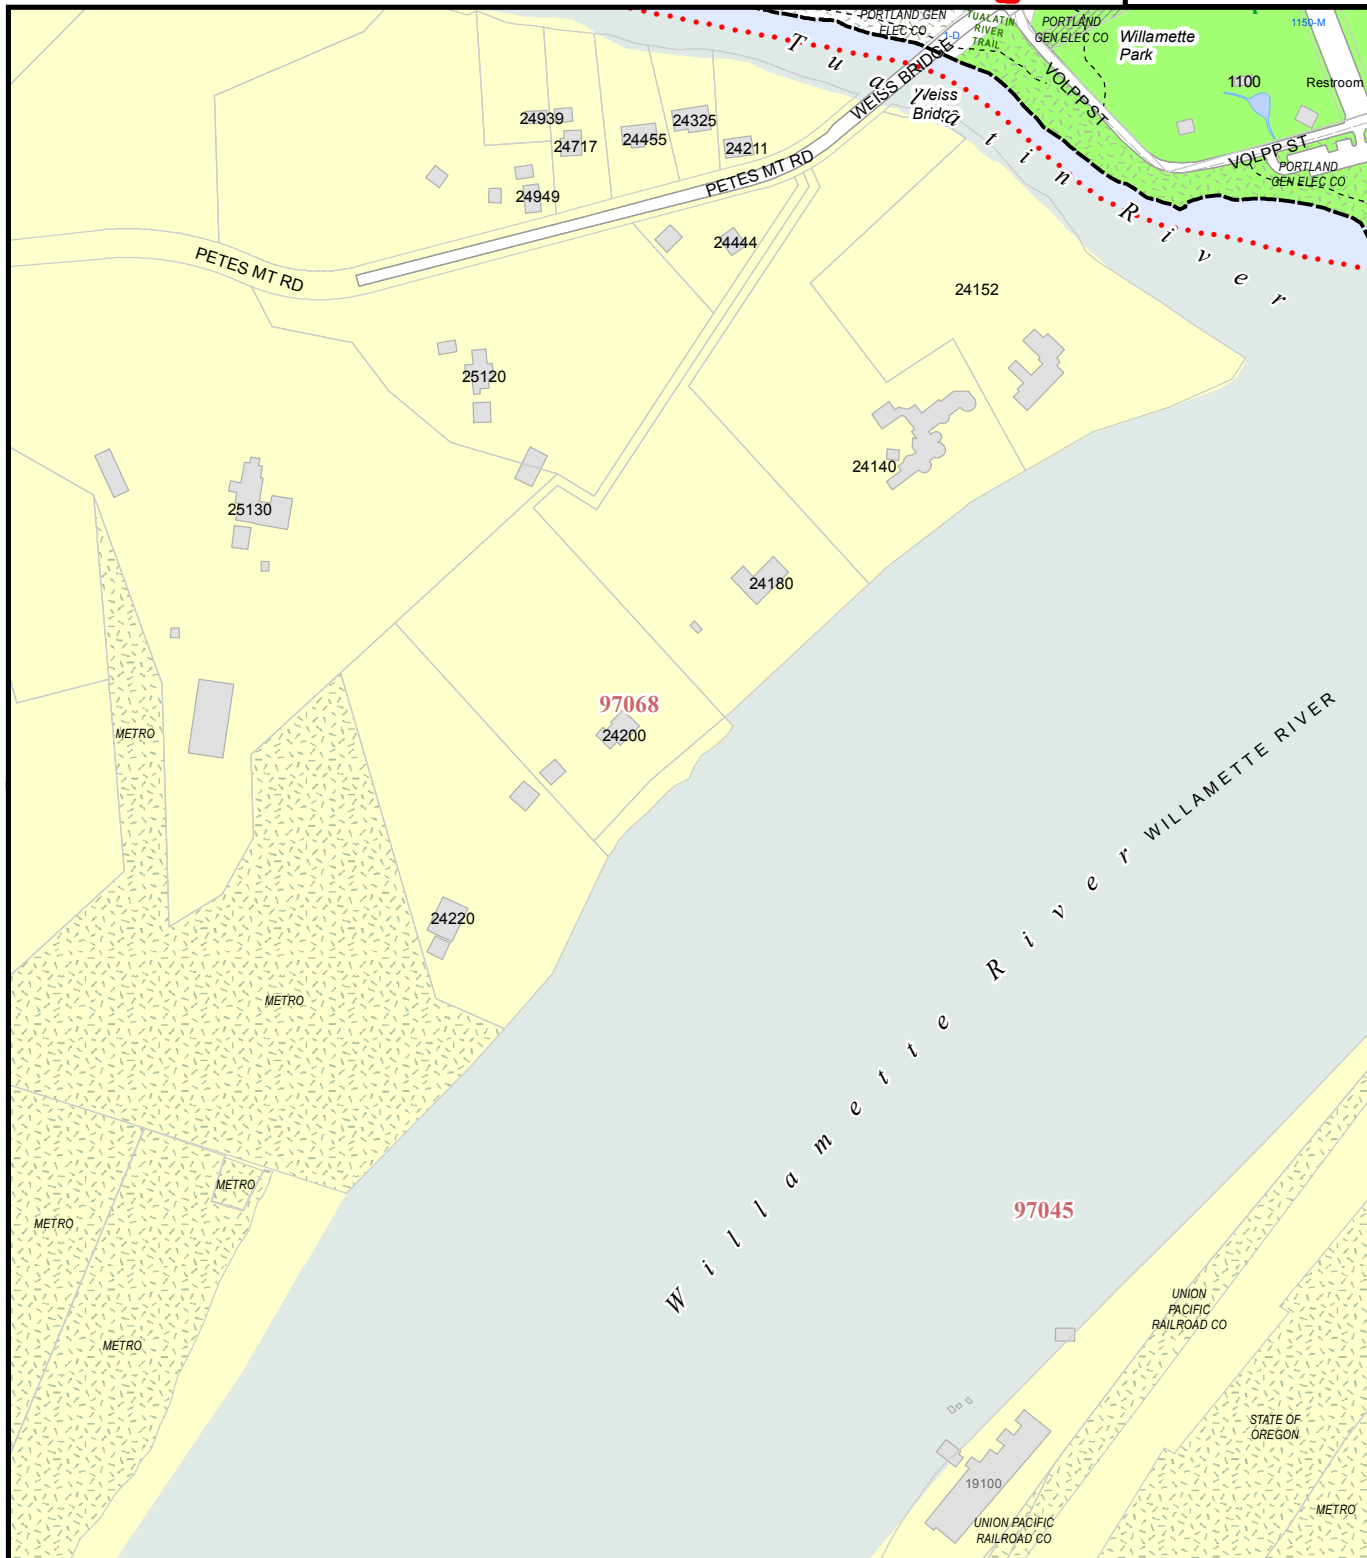 PORTLAND GEN
ELEC CO
1-D
TUALATIN
RIVER
TRAIL
PORTLAND
GEN ELEC CO
Willamette
Park
1150-M
1100
Restroom
VOLPP ST
VOLPP ST
PORTLAND
GEN ELEC CO
WEISS BRIDGE
Weiss
Bridge
Tualatin River
24939
24717
24455
24325
24211
24949
PETES MT RD
PETES MT RD
24444
24152
25120
24140
25130
24180
97068
24200
METRO
WILLAMETTE RIVER
24220
METRO
Willamette River
METRO
METRO
97045
METRO
UNION
PACIFIC
RAILROAD CO
STATE OF
OREGON
19100
METRO
UNION PACIFIC
RAILROAD CO